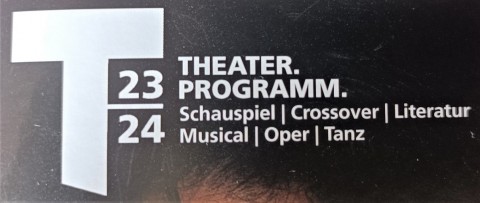 T
23
24
THEATER.
PROGRAMM.
Schauspiel | Crossover | Literatur
Musical | Oper | Tanz